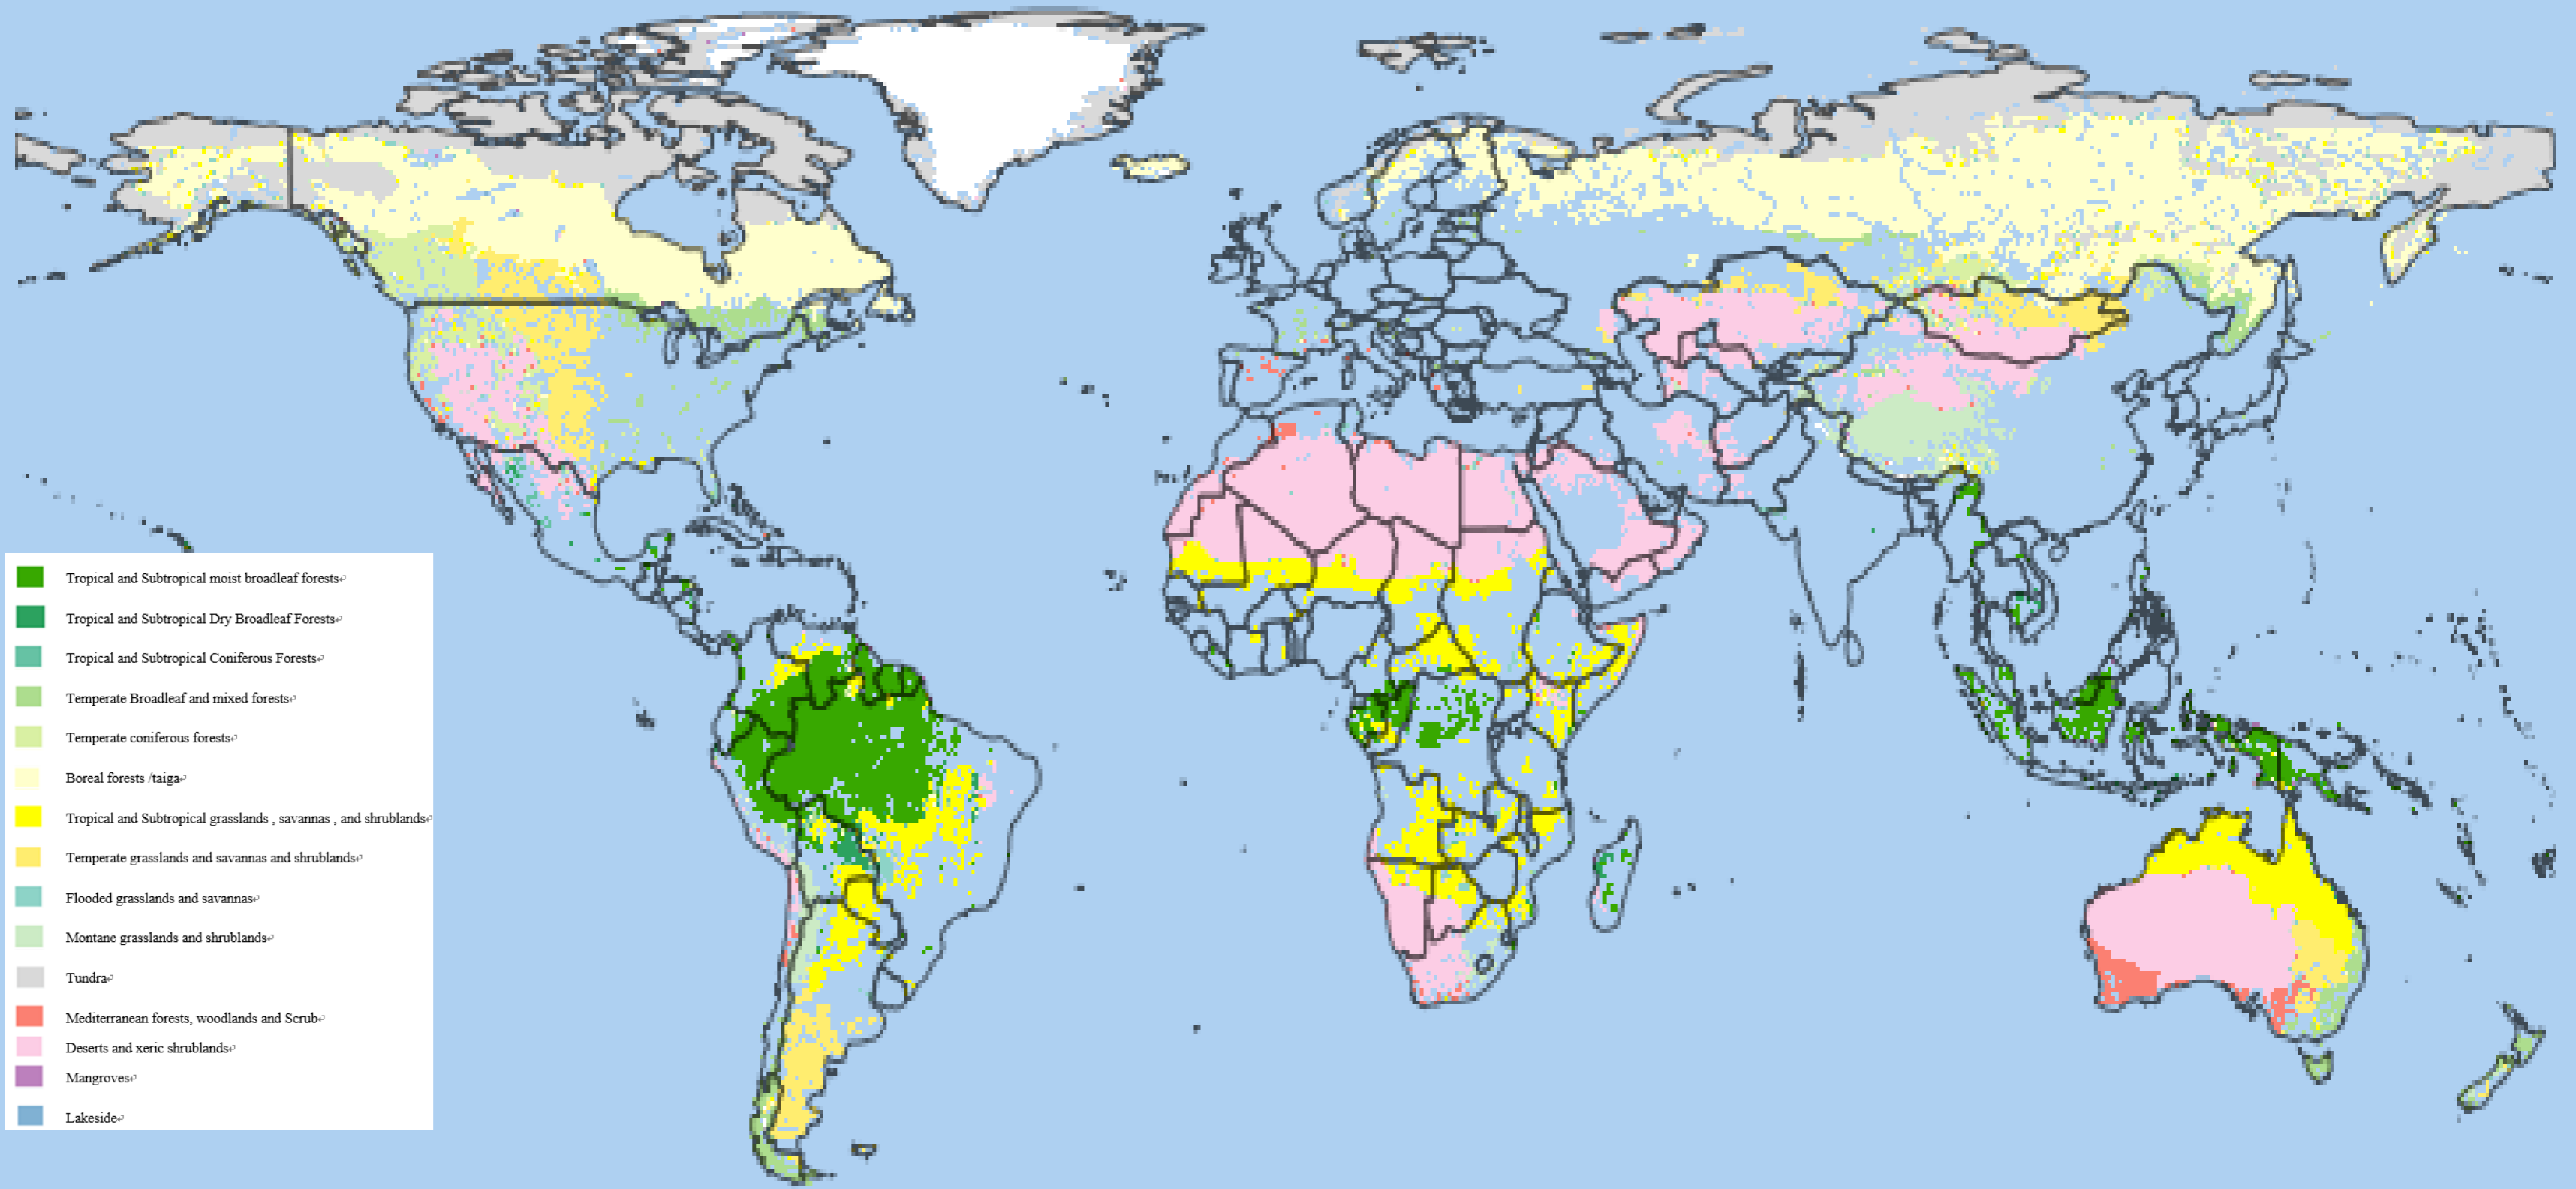 Tropical and Subtropical moist broadleaf forests↵
Tropical and Subtropical Dry Broadleaf Forests↵
Tropical and Subtropical Coniferous Forests↵
Temperate Broadleaf and mixed forests↵
Temperate coniferous forests↵
Boreal forests /taiga↵
Tropical and Subtropical grasslands , savannas , and shrublands↵
Temperate grasslands and savannas and shrublands↵
Flooded grasslands and savannas↵
Montane grasslands and shrublands↵
Tundra↵
Mediterranean forests, woodlands and Scrub↵
Deserts and xeric shrublands↵
Mangroves↵
Lakeside↵